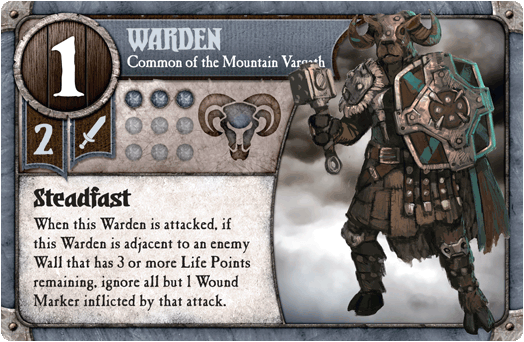 1
WARDEN
Common of the Mountain Vargath
2
Steadfast
When this Warden is attacked, if
this Warden is adjacent to an enemy
Wall that has 3 or more Life Points
remaining, ignore all but 1 Wound
Marker inflicted by that attack.